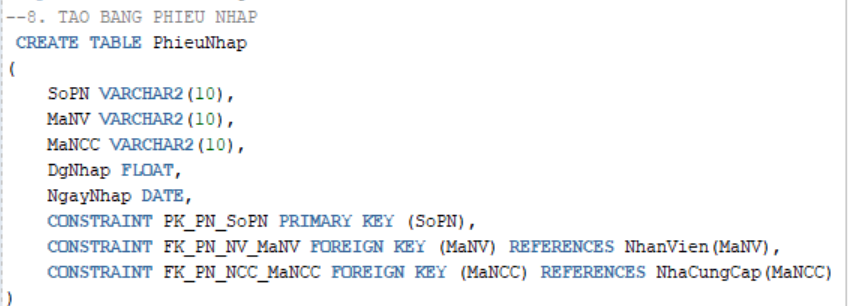 --8. TAO BANG PHIEU NHAP
CREATE TABLE PhieuNhap
(
SoPN VARCHAR2(10),
MaNV VARCHAR2(10),
MaNCC VARCHAR2(10),
DgNhap FLOAT,
NgayNhap DATE,
CONSTRAINT PK_PN_SoPN PRIMARY KEY (SoPN),
CONSTRAINT FK_PN_NV_MaNV FOREIGN KEY (MaNV) REFERENCES NhanVien(MaNV),
CONSTRAINT FK_PN_NCC_MaNCC FOREIGN KEY (MaNCC) REFERENCES NhaCungCap(MaNCC)
)